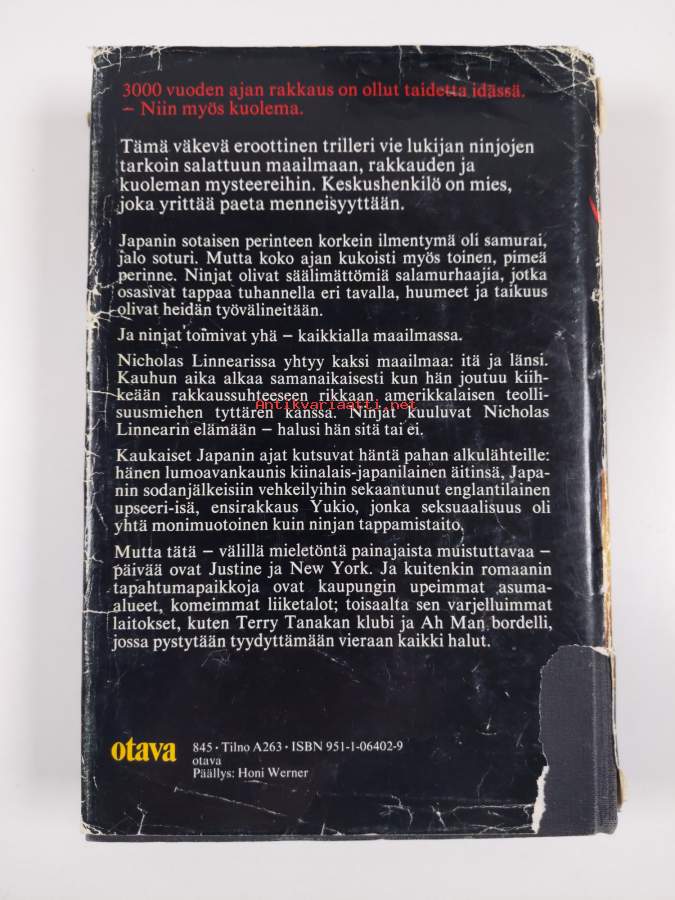 3000 vuoden ajan rakkaus on ollut taidetta idässä.
– Niin myös kuolema.
Tämä väkevä eroottinen trilleri vie lukijan ninjojen
tarkoin salattuun maailmaan, rakkauden ja
kuoleman mysteereihin. Keskushenkilö on mies,
joka yrittää paeta menneisyyttään.
Japanin sotaisen perinteen korkein ilmentymä oli samurai,
jalo soturi. Mutta koko ajan kukoisti myös toinen, pimeä
perinne. Ninjat olivat säälimättömiä salamurhaajia, jotka
osasivat tappaa tuhannella eri tavalla, huumeet ja taikuus
olivat heidän työvälineitään.
Ja ninjat toimivat yhä – kaikkialla maailmassa.
Nicholas Linnearissa yhtyy kaksi maailmaa: itä ja länsi.
Kauhun aika alkaa samanaikaisesti kun hän joutuu kiih-
keään rakkaussuhteeseen rikkaan amerikkalaisen teolli-
Antikvariaatti.net
suusmiehen tyttären kanssa. Ninjat kuuluvat Nicholas
Linnearin elämään – halusi hän sitä tai ei.
Kaukaiset Japanin ajat kutsuvat häntä pahan alkulähteille:
hänen lumoavankaunis kiinalais-japanilainen äitinsä, Japa-
nin sodanjälkeisiin vehkeilyihin sekaantunut englantilainen
upseeri-isä, ensirakkaus Yukio, jonka seksuaalisuus oli
yhtä monimuotoinen kuin ninjan tappamistaito,
Mutta tätä – välillä mieletöntä painajaista muistuttavaa –
päivää ovat Justine ja New York. Ja kuitenkin romaanin
tapahtumapaikkoja ovat kaupungin upeimmat asuma-
alueet, komeimmat liiketalot; toisaalta sen varjelluimmat
laitokset, kuten Terry Tanakan klubi ja Ah Man bordelli,
jossa pystytään tyydyttämään vieraan kaikki halut.
otava
845 · Tilno A263 · ISBN 951-1-06402-9
otava
Päällys: Honi Werner